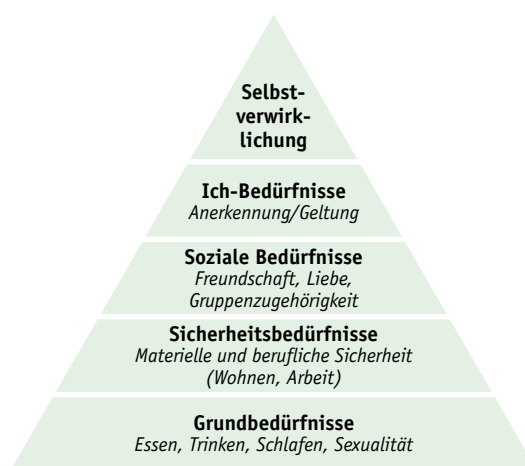 Selbst-
verwirk-
lichung
Ich-Bedürfnisse
Anerkennung/Geltung
Soziale Bedürfnisse
Freundschaft, Liebe,
Gruppenzugehörigkeit
Sicherheitsbedürfnisse
Materielle und berufliche Sicherheit
(Wohnen, Arbeit)
Grundbedürfnisse
Essen, Trinken, Schlafen, Sexualität